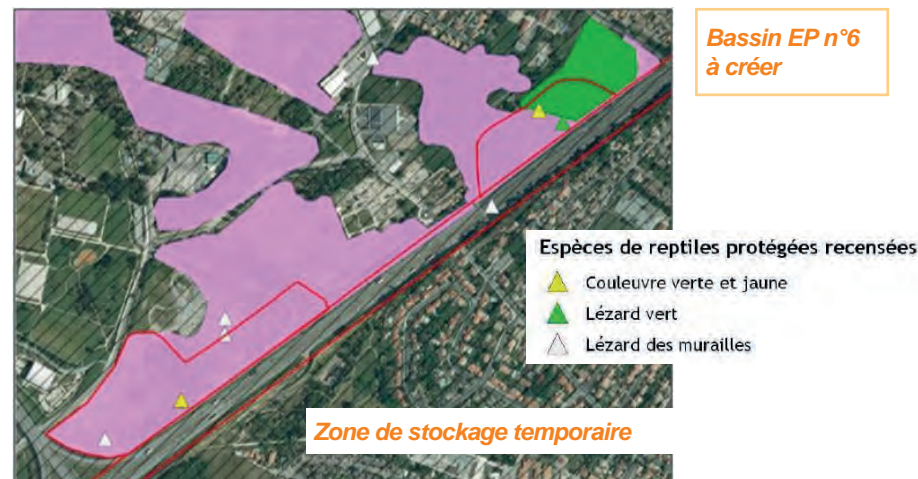 Bassin EP n°6
à créer
Espèces de reptiles protégées recensées
Couleuvre verte et jaune
Lézard vert
Lézard des murailles
Zone de stockage temporaire